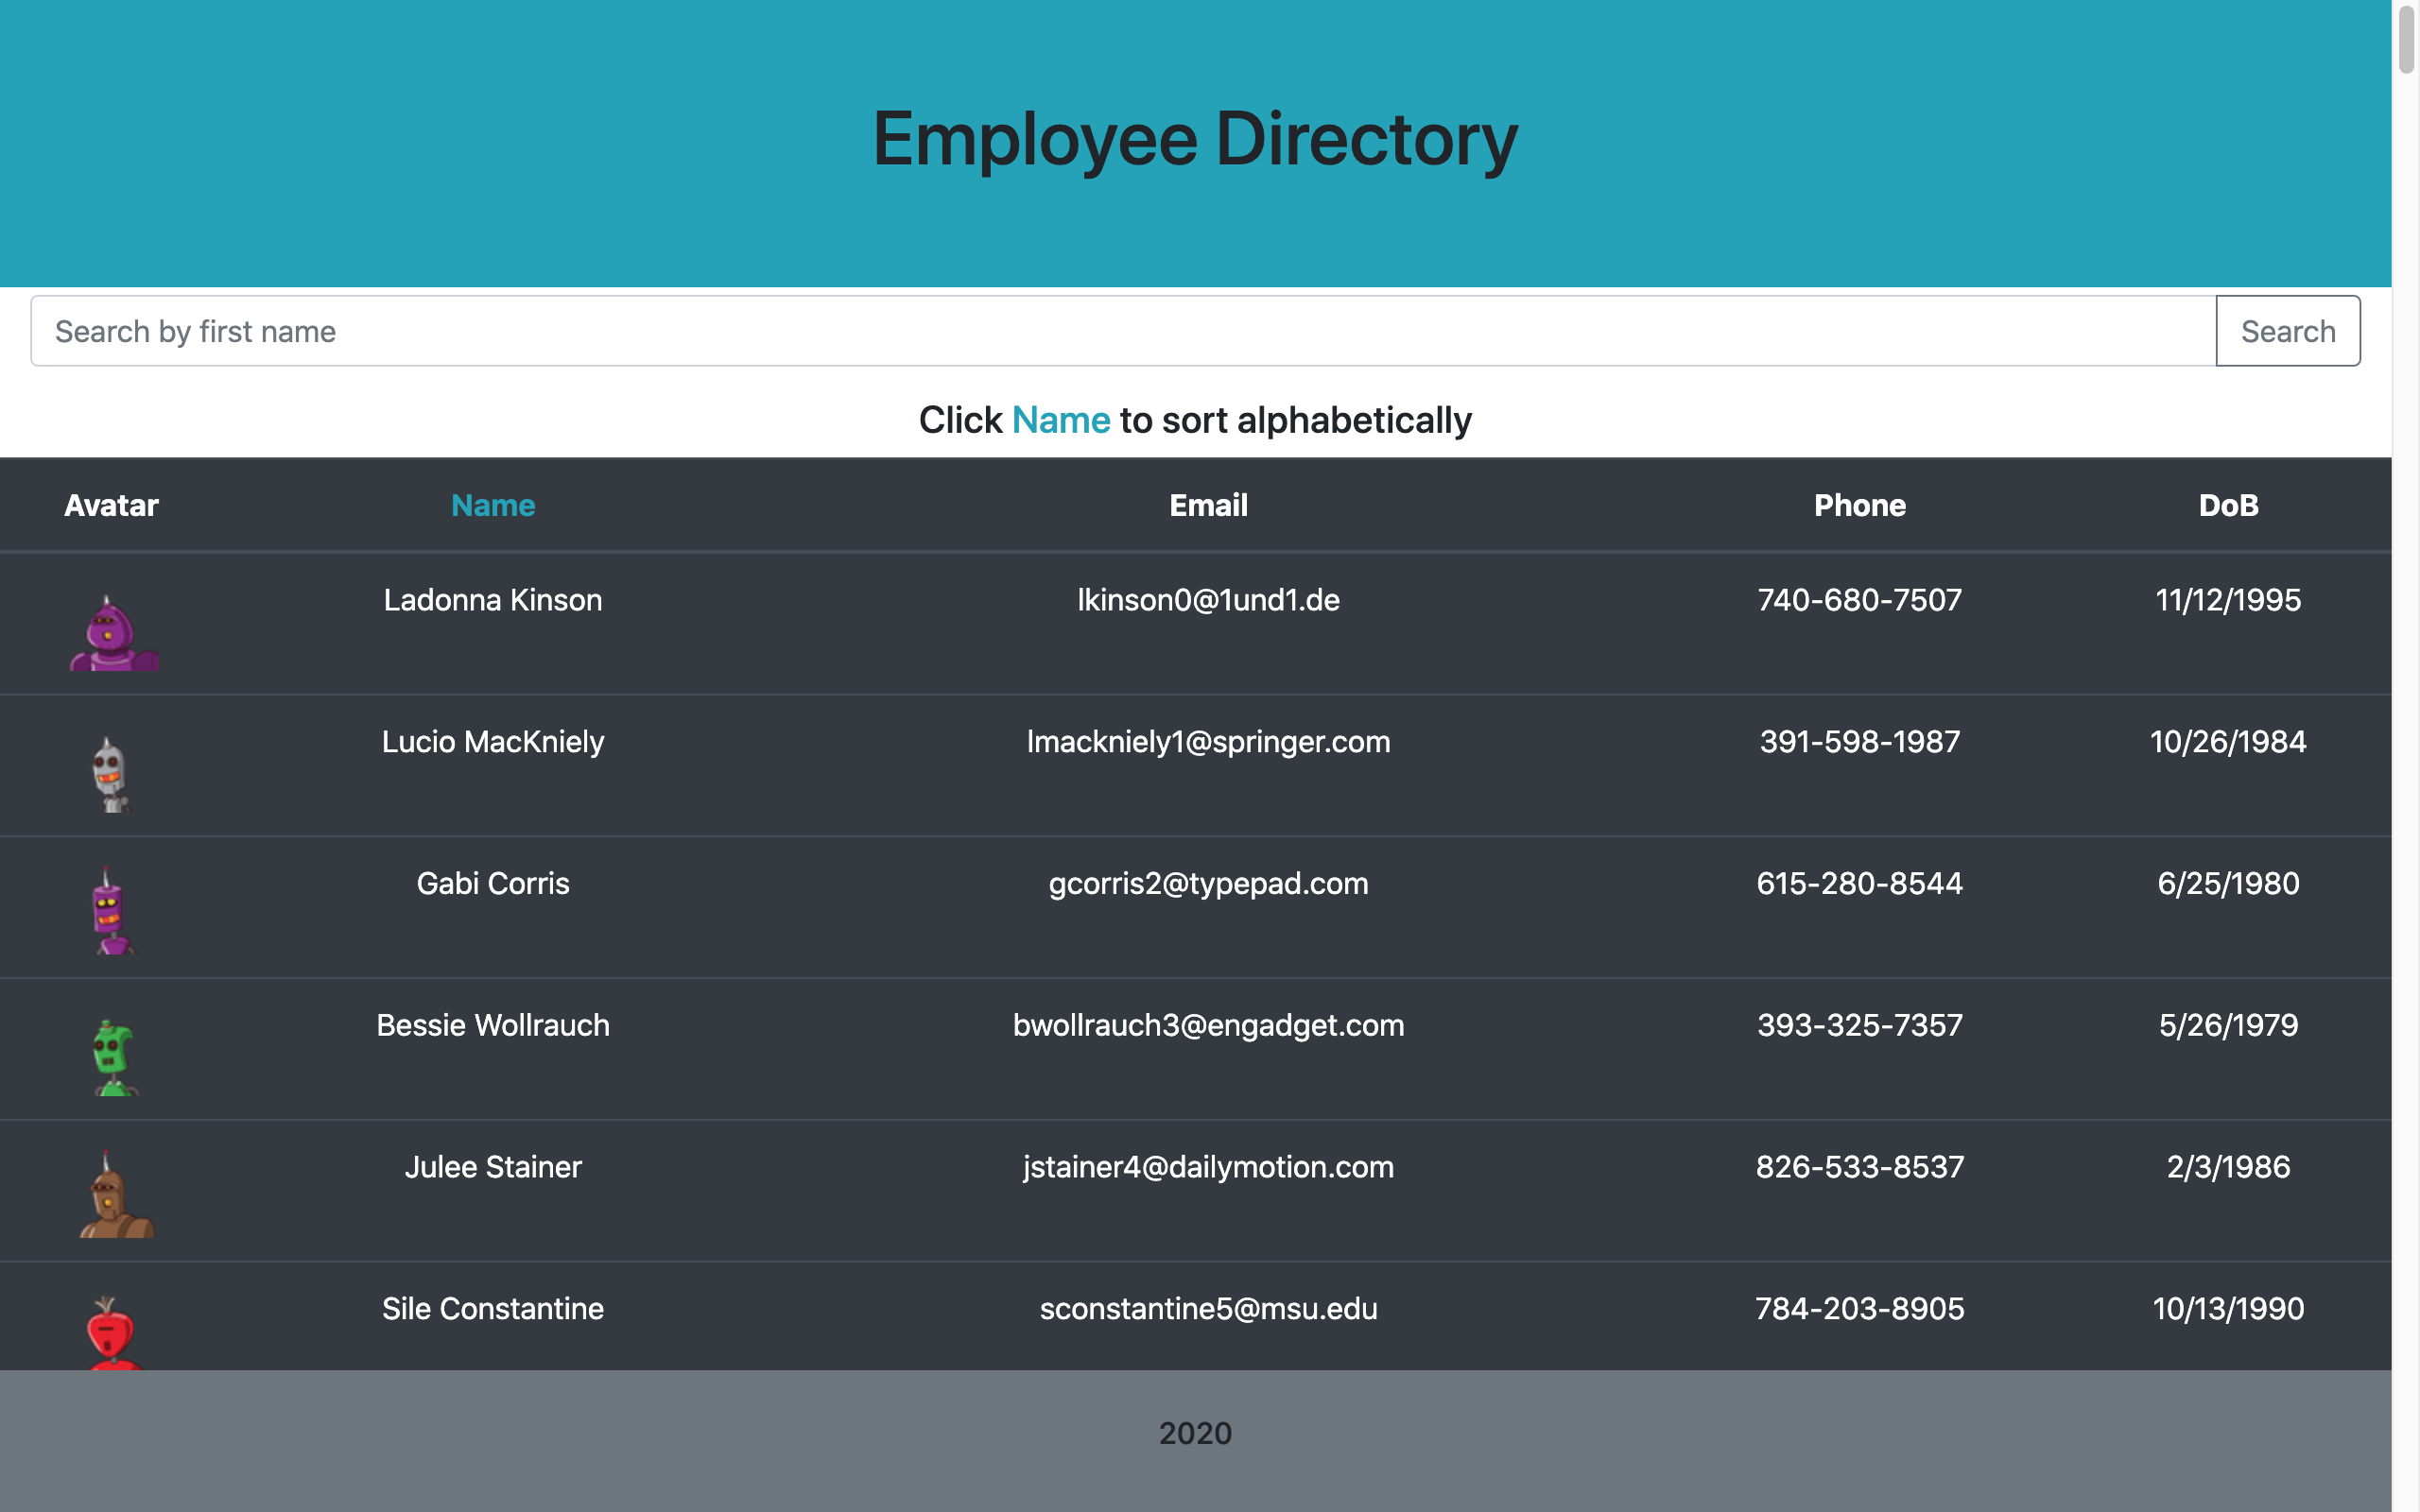 Employee Directory
Search by first name Search
Click Name to sort alphabetically
Avatar Name Email Phone DoB
Ladonna Kinson lkinson0@1und1.de 740-680-7507 11/12/1995
Lucio MacKniely lmackniely1@springer.com 391-598-1987 10/26/1984
Gabi Corris gcorris2@typepad.com 615-280-8544 6/25/1980
Bessie Wollrauch bwollrauch3@engadget.com 393-325-7357 5/26/1979
Julee Stainer jstainer4@dailymotion.com 826-533-8537 2/3/1986
Sile Constantine sconstantine5@msu.edu 784-203-8905 10/13/1990
2020